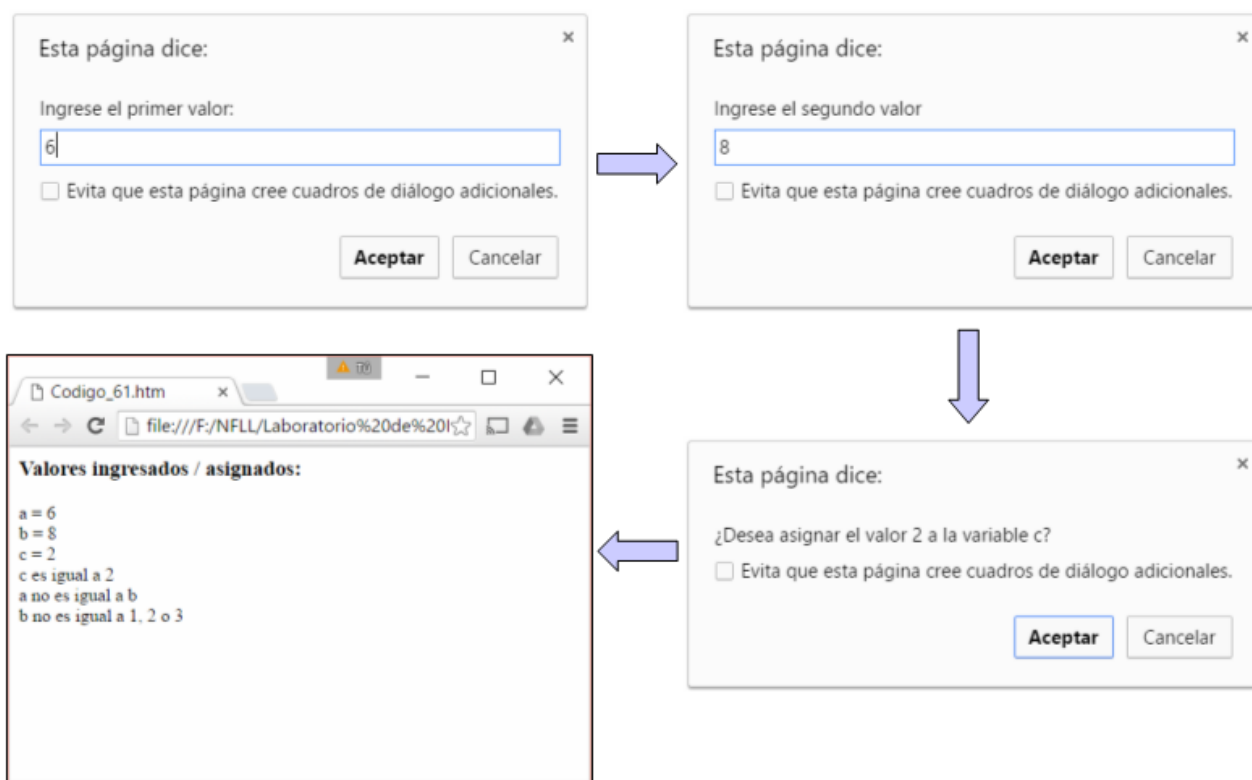 Esta página dice:
Ingrese el primer valor:
6
Evita que esta página cree cuadros de diálogo adicionales.
Aceptar Cancelar
Esta página dice:
Ingrese el segundo valor
8
Evita que esta página cree cuadros de diálogo adicionales.
Aceptar Cancelar
Esta página dice:
¿Desea asignar el valor 2 a la variable c?
Evita que esta página cree cuadros de diálogo adicionales.
Aceptar Cancelar
Codigo_61.htm
file:///F:/NFLL/Laboratorio%20de%20
Valores ingresados / asignados:
a = 6
b = 8
c = 2
c es igual a 2
a no es igual a b
b no es igual a 1, 2 o 3